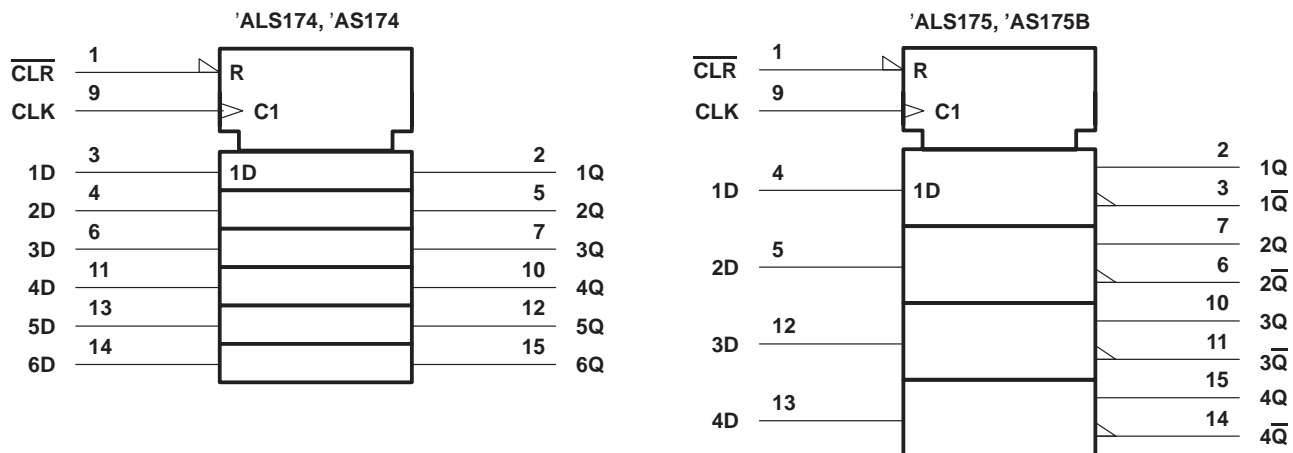 'ALS174, 'AS174
1
C̅L̅R̅ R
9
CLK C1
3 2
1D 1D 1Q
4 5
2D 2Q
6 7
3D 3Q
11 10
4D 4Q
13 12
5D 5Q
14 15
6D 6Q
'ALS175, 'AS175B
1
C̅L̅R̅ R
9
CLK C1
2
1Q
4 3
1D 1D 1Q̅
7
2Q
5 6
2D 2Q̅
10
3Q
12 11
3D 3Q̅
15
4Q
13 14
4D 4Q̅